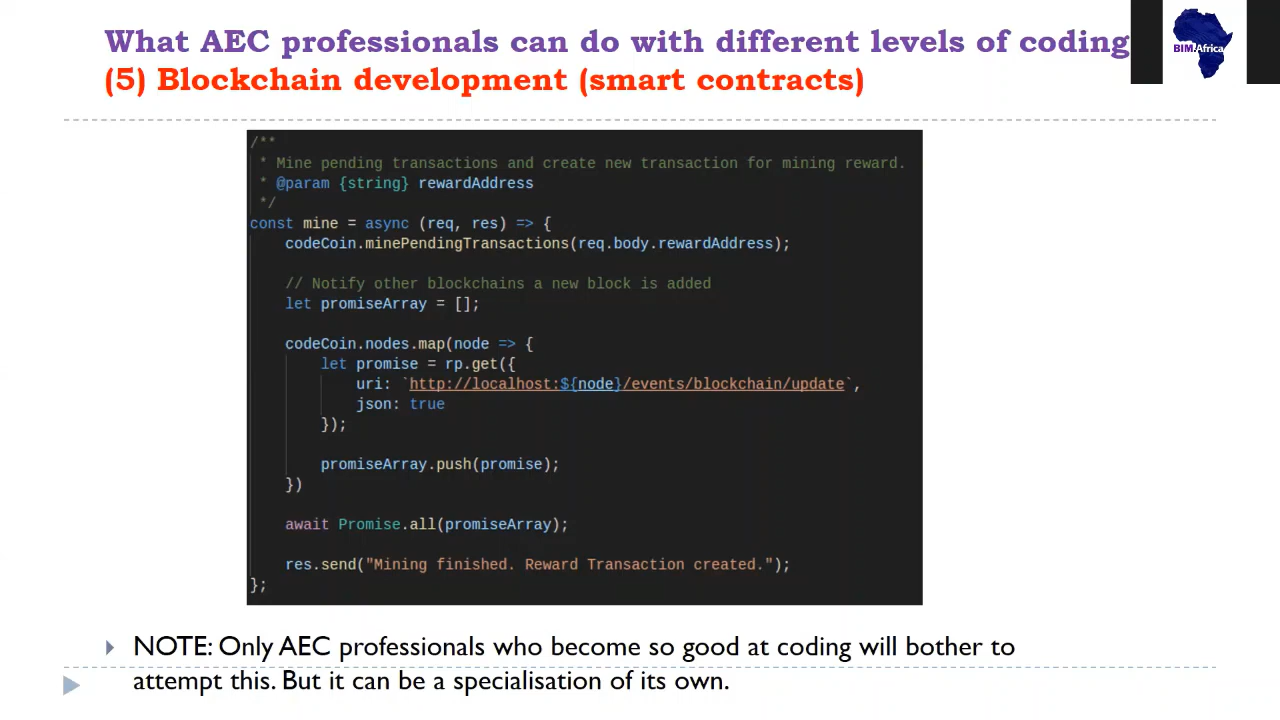 What AEC professionals can do with different levels of coding
(5) Blockchain development (smart contracts)
BIM Africa
/**
 * Mine pending transactions and create new transaction for mining reward.
 * @param {string} rewardAddress
 */
const mine = async (req, res) => {
    codeCoin.minePendingTransactions(req.body.rewardAddress);
    // Notify other blockchains a new block is added
    let promiseArray = [];
    codeCoin.nodes.map(node => {
        let promise = rp.get({
            uri: `http://localhost:${node}/events/blockchain/update`,
            json: true
        });
        promiseArray.push(promise);
    })
    await Promise.all(promiseArray);
    res.send("Mining finished. Reward Transaction created.");
};
NOTE: Only AEC professionals who become so good at coding will bother to
attempt this. But it can be a specialisation of its own.